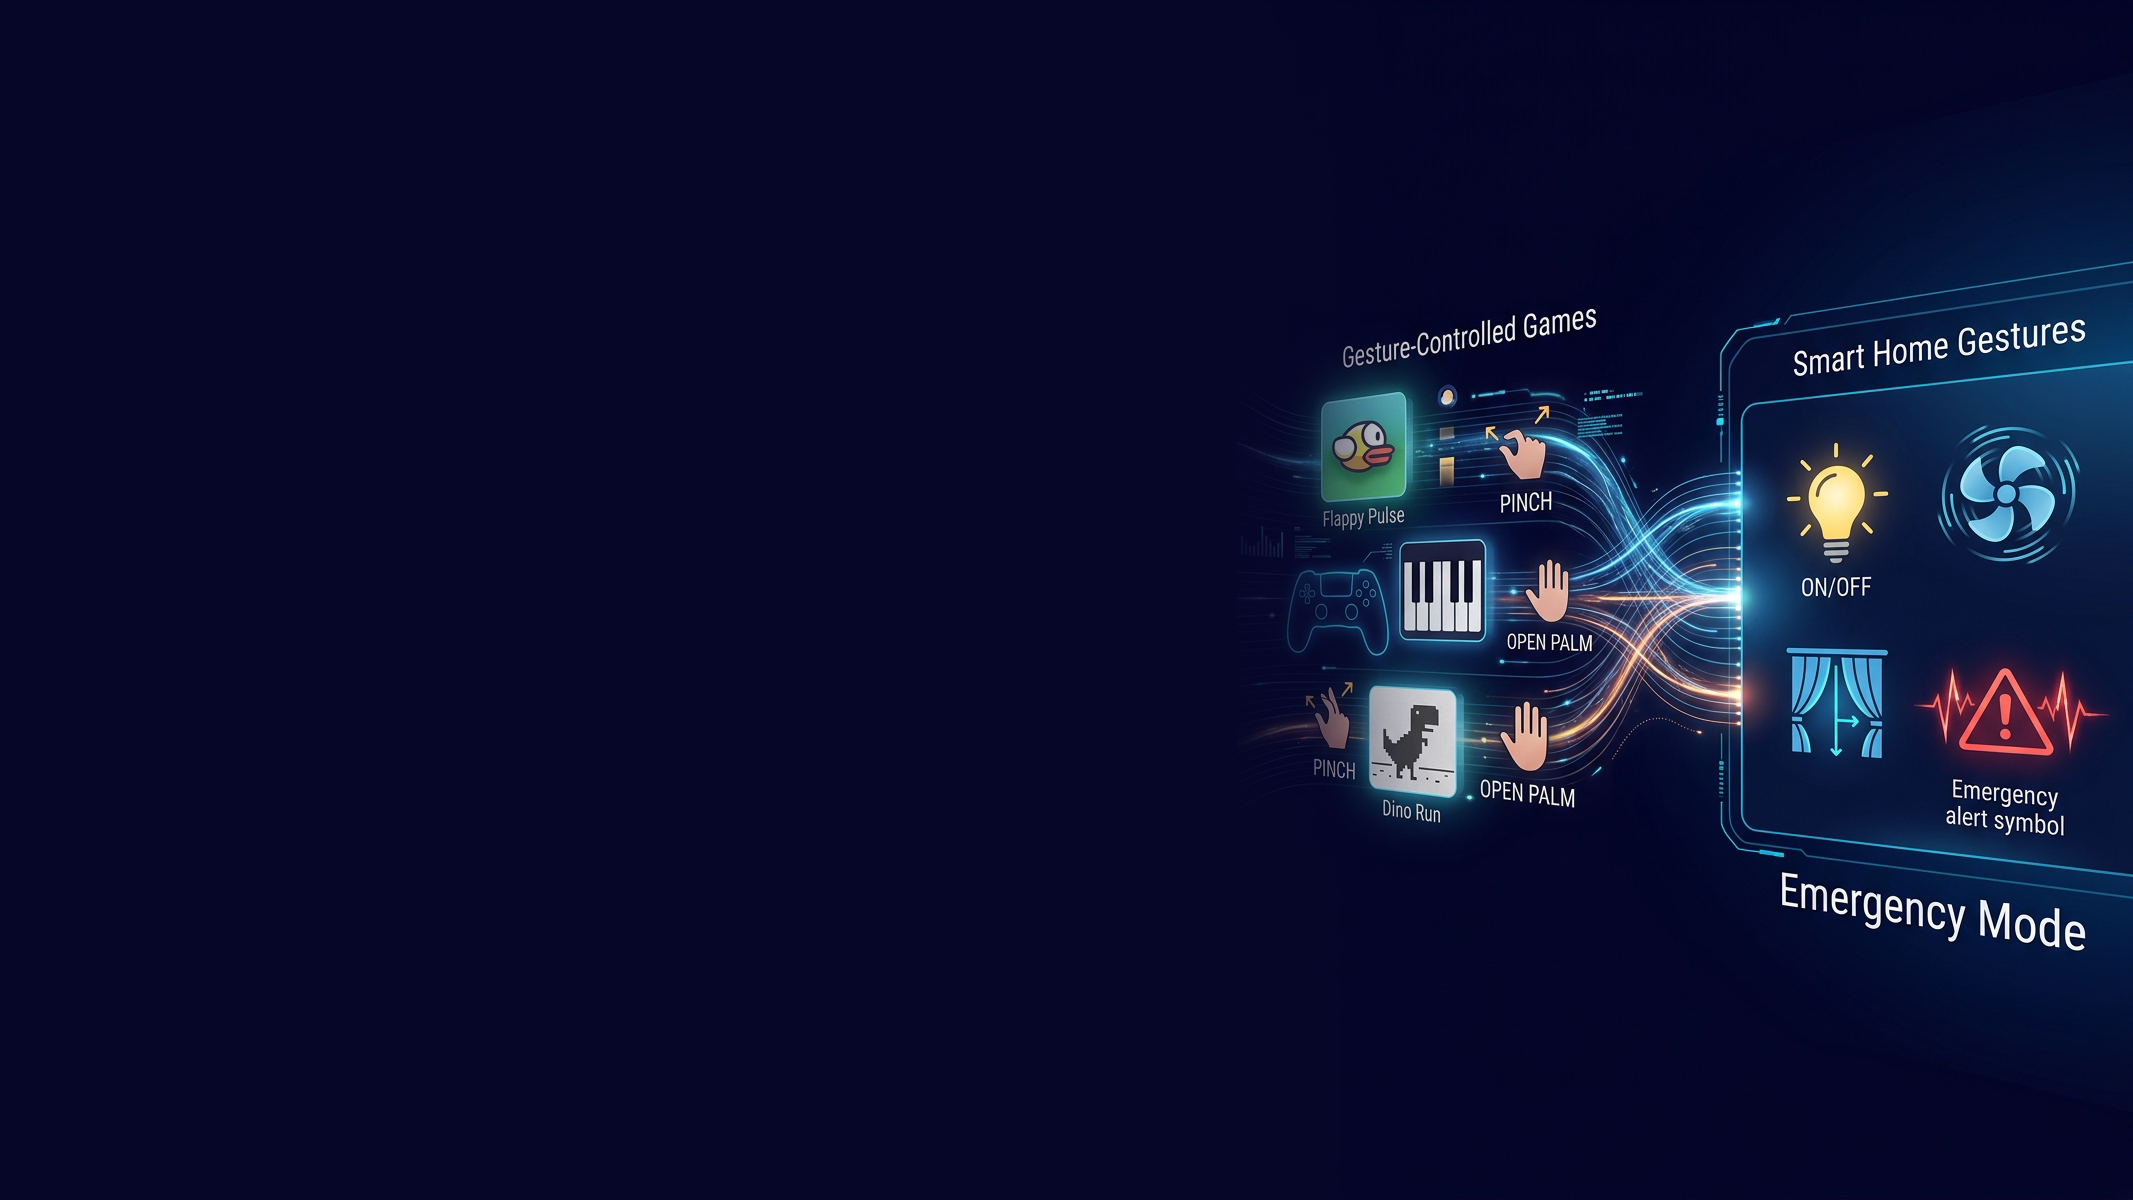 Gesture-Controlled Games
Flappy Pulse
PINCH
OPEN PALM
PINCH
Dino Run
OPEN PALM
Smart Home Gestures
ON/OFF
Emergency
alert symbol
Emergency Mode